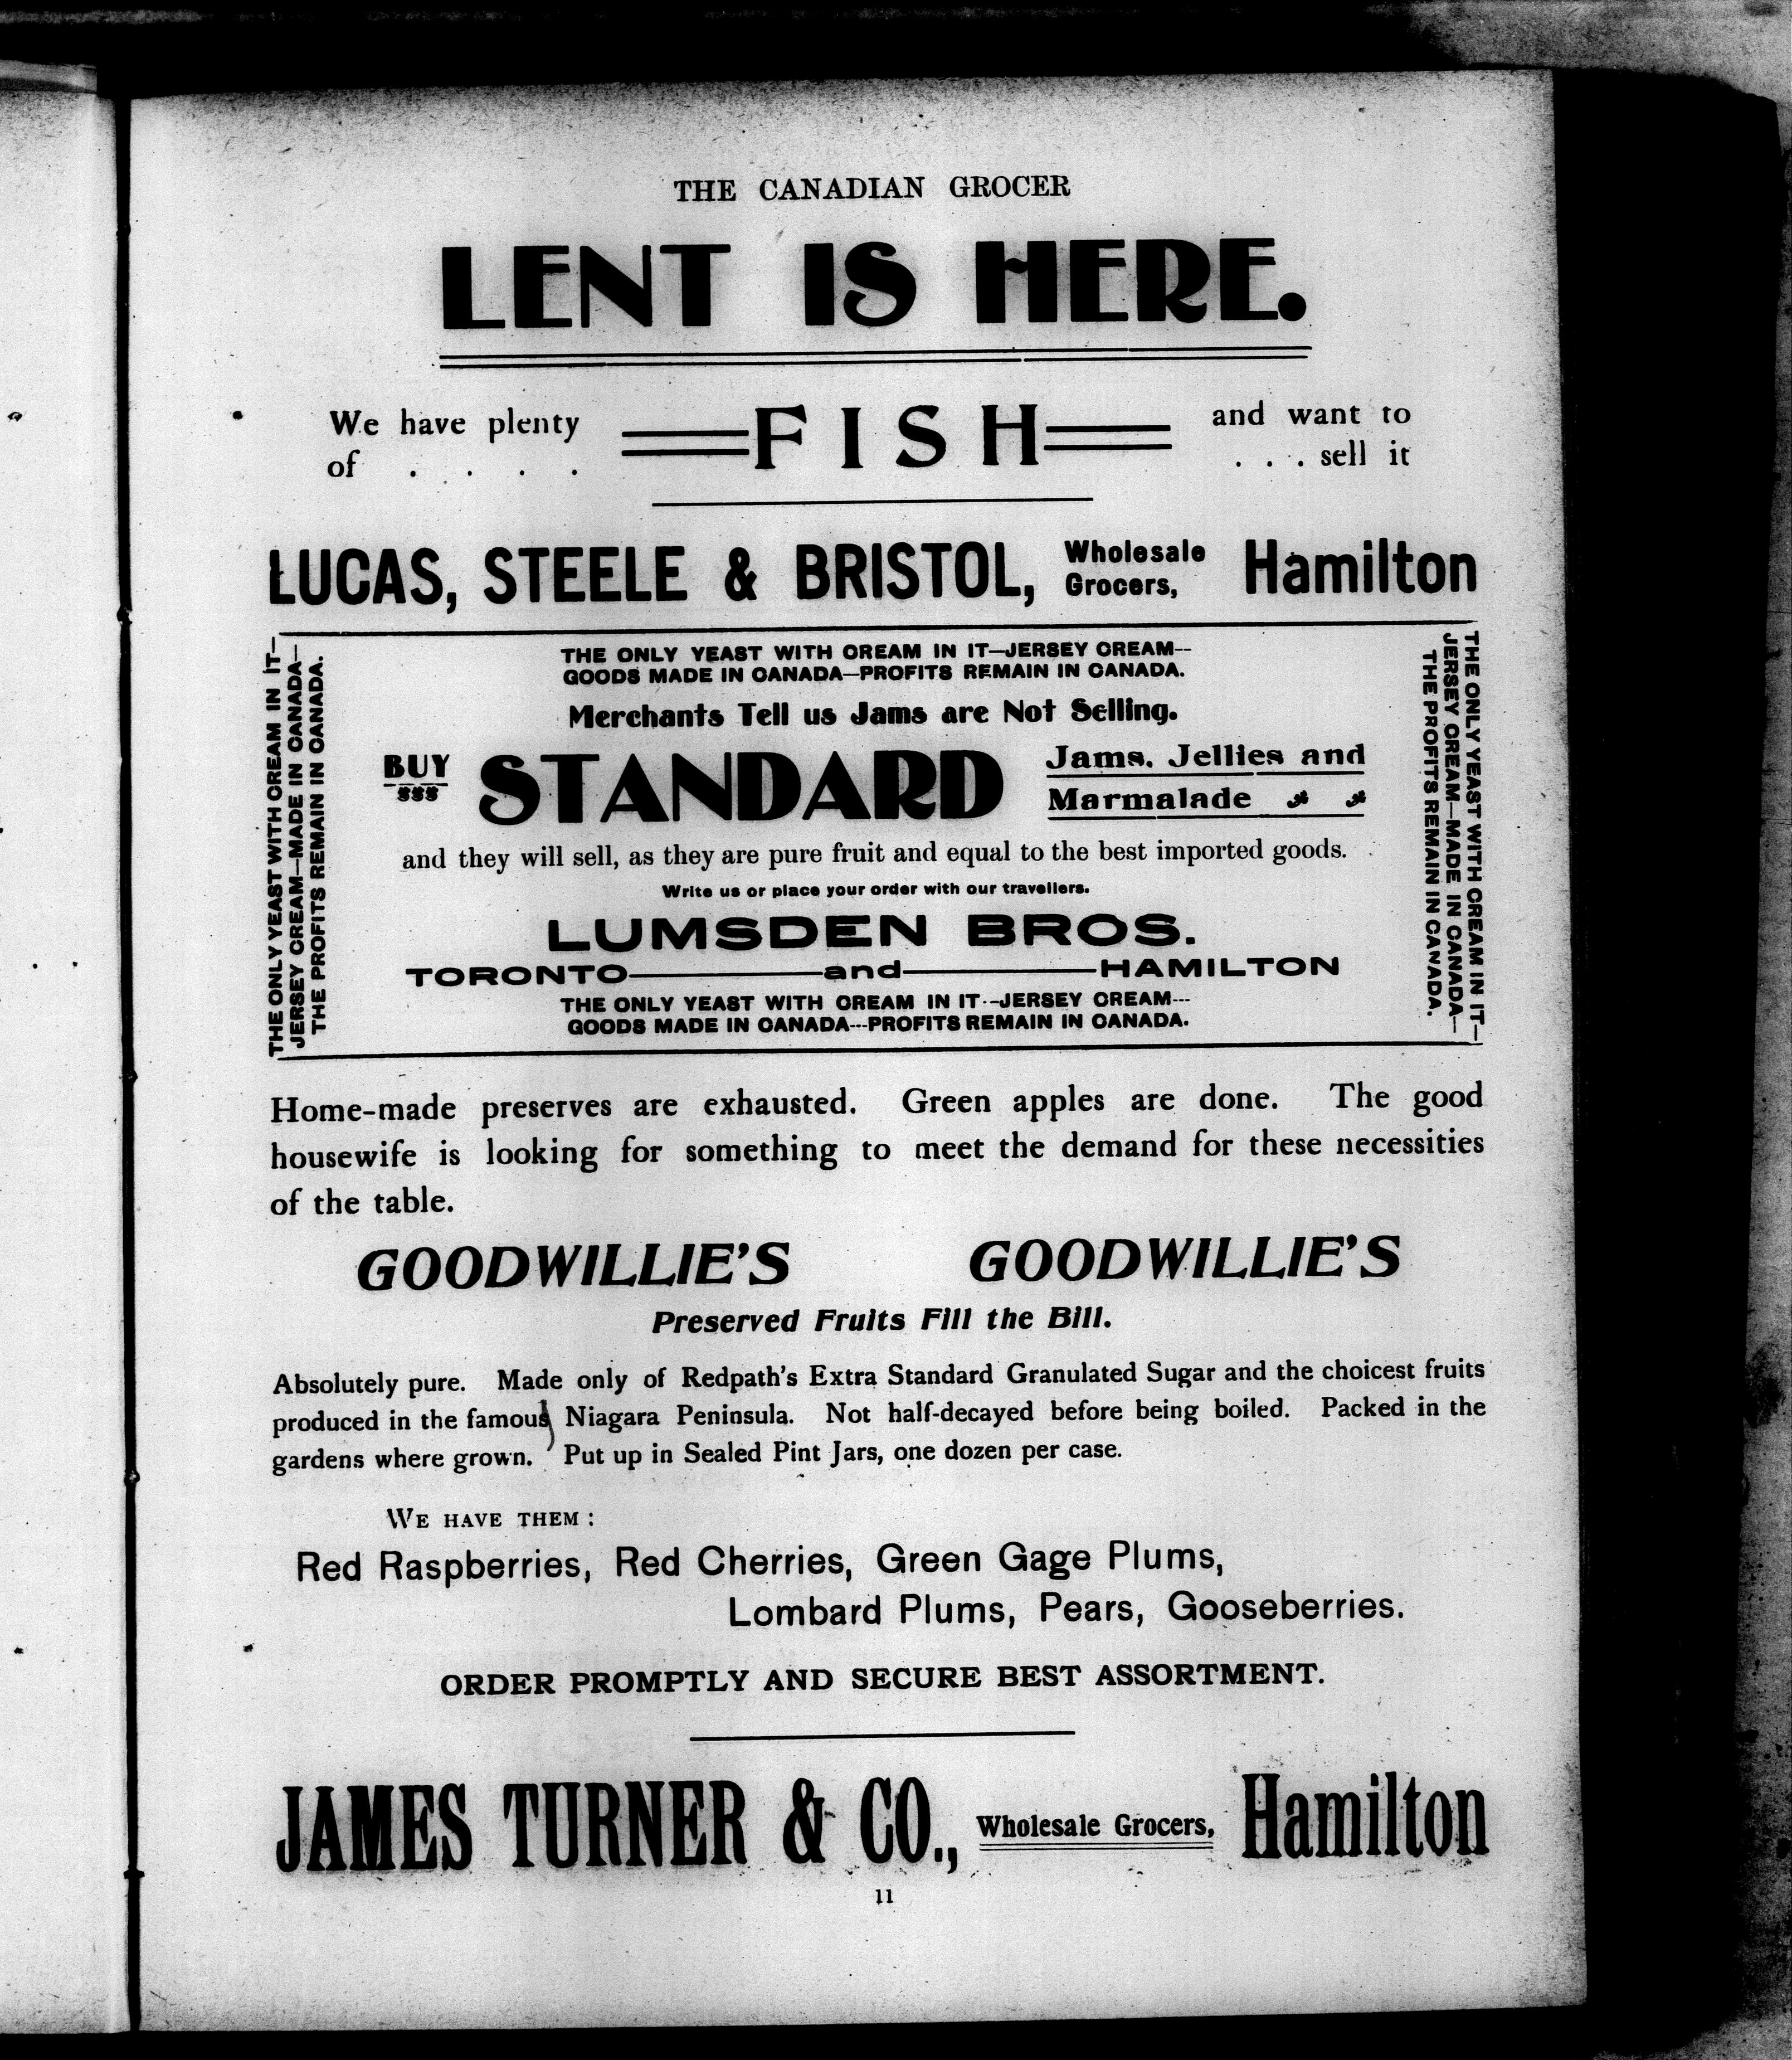 THE CANADIAN GROCER
LENT IS HERE.
We have plenty
of . . . .
FISH
and want to
. . . sell it
LUCAS, STEELE & BRISTOL, Wholesale Grocers, Hamilton
THE ONLY YEAST WITH CREAM IN IT—
JERSEY CREAM—MADE IN CANADA—
THE PROFITS REMAIN IN CANADA.
THE ONLY YEAST WITH CREAM IN IT—JERSEY CREAM--
GOODS MADE IN CANADA—PROFITS REMAIN IN CANADA.
Merchants Tell us Jams are Not Selling.
BUY
$$$
STANDARD
Jams, Jellies and
Marmalade
and they will sell, as they are pure fruit and equal to the best imported goods.
Write us or place your order with our travellers.
LUMSDEN BROS.
TORONTO—and—HAMILTON
THE ONLY YEAST WITH CREAM IN IT--JERSEY CREAM---
GOODS MADE IN CANADA---PROFITS REMAIN IN CANADA.
THE ONLY YEAST WITH CREAM IN IT—
JERSEY CREAM—MADE IN CANADA—
THE PROFITS REMAIN IN CANADA.
Home-made preserves are exhausted. Green apples are done. The good
housewife is looking for something to meet the demand for these necessities
of the table.
GOODWILLIE'S GOODWILLIE'S
Preserved Fruits Fill the Bill.
Absolutely pure. Made only of Redpath's Extra Standard Granulated Sugar and the choicest fruits
produced in the famous Niagara Peninsula. Not half-decayed before being boiled. Packed in the
gardens where grown. Put up in Sealed Pint Jars, one dozen per case.
WE HAVE THEM:
Red Raspberries, Red Cherries, Green Gage Plums,
Lombard Plums, Pears, Gooseberries.
ORDER PROMPTLY AND SECURE BEST ASSORTMENT.
JAMES TURNER & CO., Wholesale Grocers, Hamilton
11